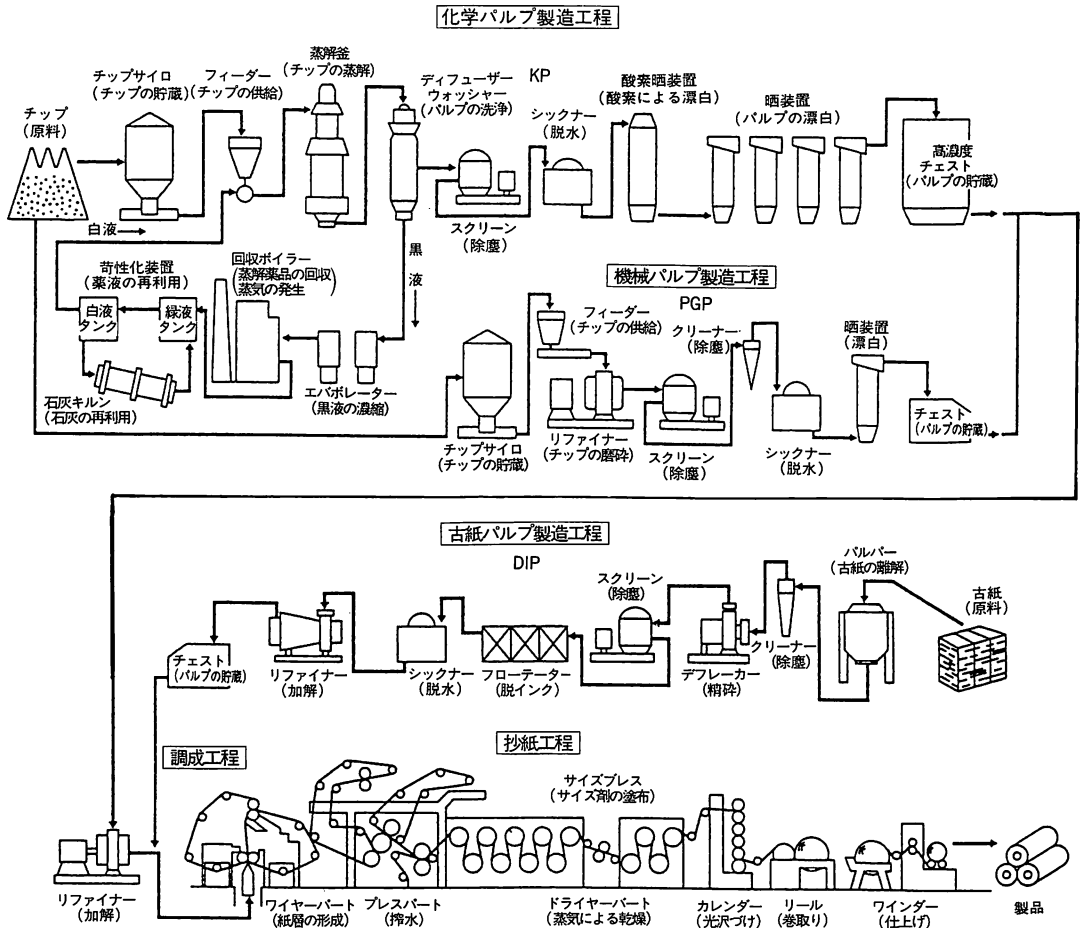 化学パルプ製造工程
チップ
(原料)
チップサイロ
(チップの貯蔵)
フィーダー
(チップの供給)
蒸解釜
(チップの蒸解)
ディフューザー
ウォッシャー
(パルプの洗浄)
KP
シックナー
(脱水)
酸素晒装置
(酸素による漂白)
晒装置
(パルプの漂白)
高濃度
チェスト
(パルプの貯蔵)
スクリーン
(除塵)
白液
黒液
苛性化装置
(薬液の再利用)
回収ボイラー
(蒸解薬品の回収
蒸気の発生)
白液
タンク
緑液
タンク
石灰キルン
(石灰の再利用)
エバポレーター
(黒液の濃縮)
機械パルプ製造工程
PGP
チップサイロ
(チップの貯蔵)
フィーダー
(チップの供給)
リファイナー
(チップの磨砕)
スクリーン
(除塵)
クリーナー
(除塵)
シックナー
(脱水)
晒装置
(漂白)
チェスト
(パルプの貯蔵)
古紙パルプ製造工程
DIP
古紙
(原料)
パルパー
(古紙の離解)
クリーナー
(除塵)
デフレーカー
(精砕)
スクリーン
(除塵)
フローテーター
(脱インク)
シックナー
(脱水)
リファイナー
(加解)
チェスト
(パルプの貯蔵)
調成工程
抄紙工程
リファイナー
(加解)
ワイヤーパート
(紙層の形成)
プレスパート
(搾水)
サイズプレス
(サイズ剤の塗布)
ドライヤーパート
(蒸気による乾燥)
カレンダー
(光沢づけ)
リール
(巻取り)
ワインダー
(仕上げ)
製品